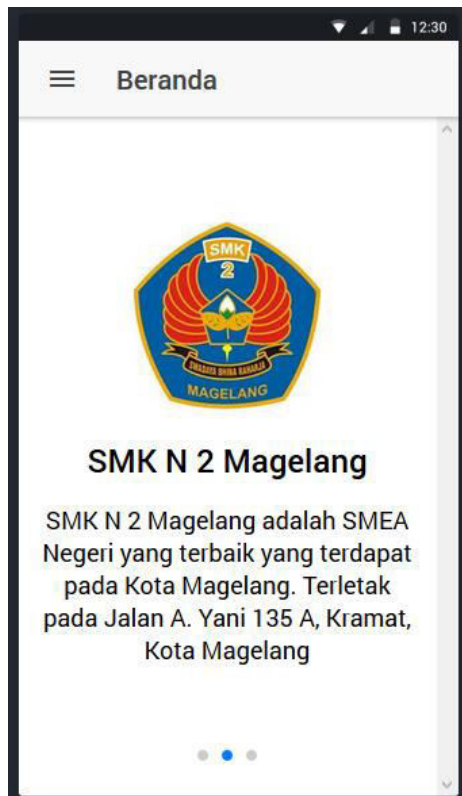 12:30
Beranda
SMK
2
SWADAYA BHINA RAHARJA
MAGELANG
SMK N 2 Magelang
SMK N 2 Magelang adalah SMEA
Negeri yang terbaik yang terdapat
pada Kota Magelang. Terletak
pada Jalan A. Yani 135 A, Kramat,
Kota Magelang